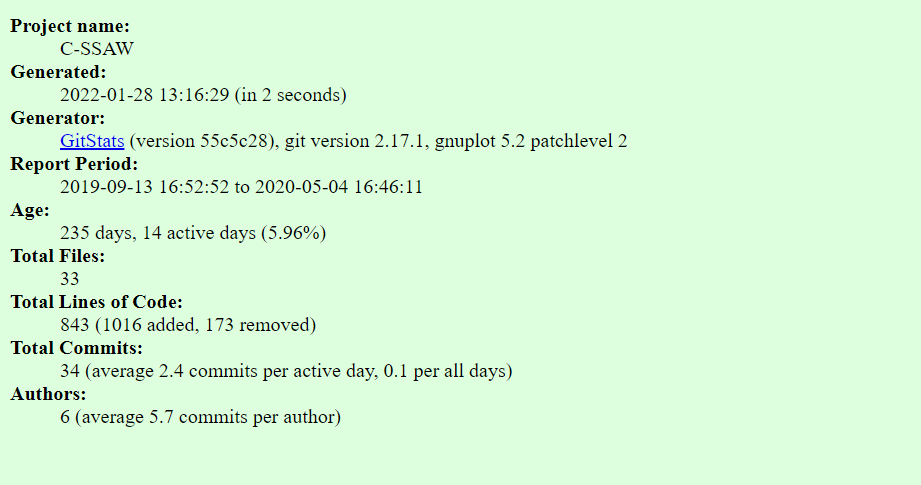 Project name:
C-SSAW
Generated:
2022-01-28 13:16:29 (in 2 seconds)
Generator:
GitStats (version 55c5c28), git version 2.17.1, gnuplot 5.2 patchlevel 2
Report Period:
2019-09-13 16:52:52 to 2020-05-04 16:46:11
Age:
235 days, 14 active days (5.96%)
Total Files:
33
Total Lines of Code:
843 (1016 added, 173 removed)
Total Commits:
34 (average 2.4 commits per active day, 0.1 per all days)
Authors:
6 (average 5.7 commits per author)